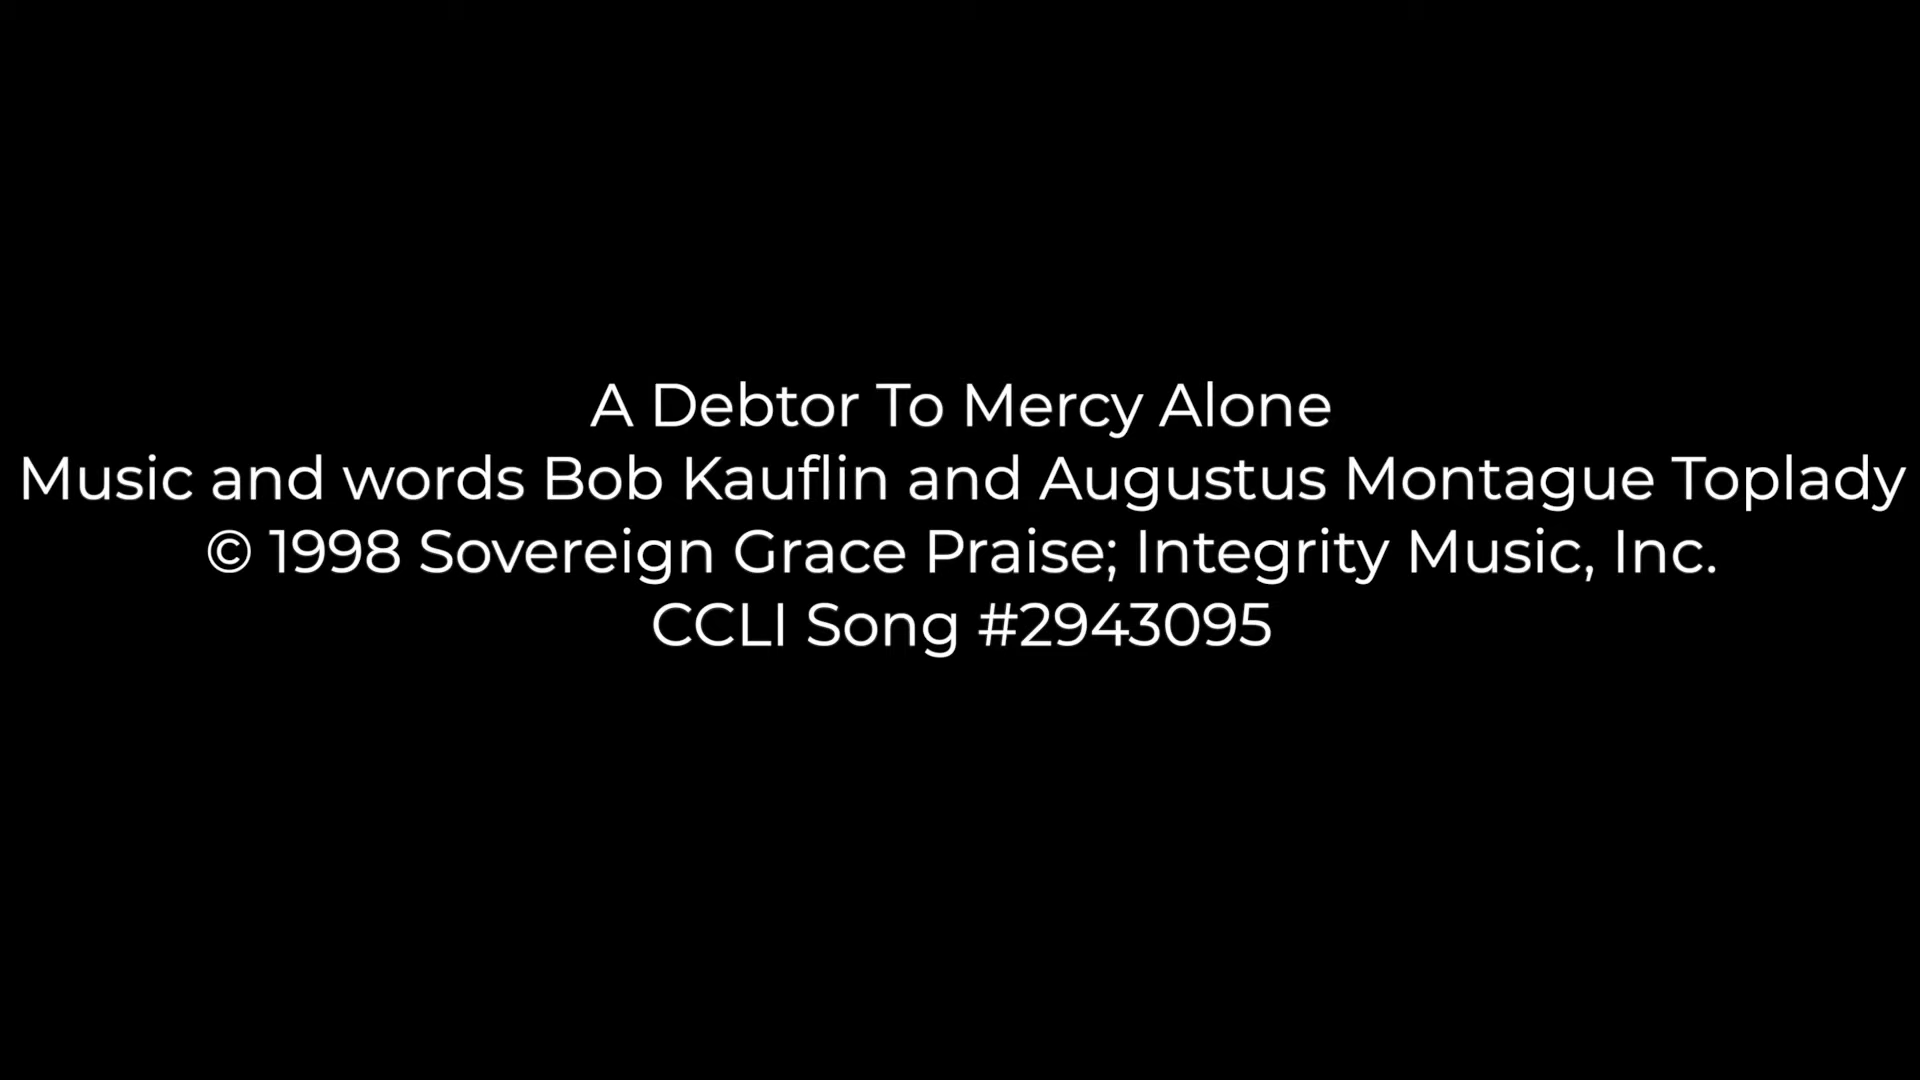 A Debtor To Mercy Alone
Music and words Bob Kauflin and Augustus Montague Toplady
© 1998 Sovereign Grace Praise; Integrity Music, Inc.
CCLI Song #2943095